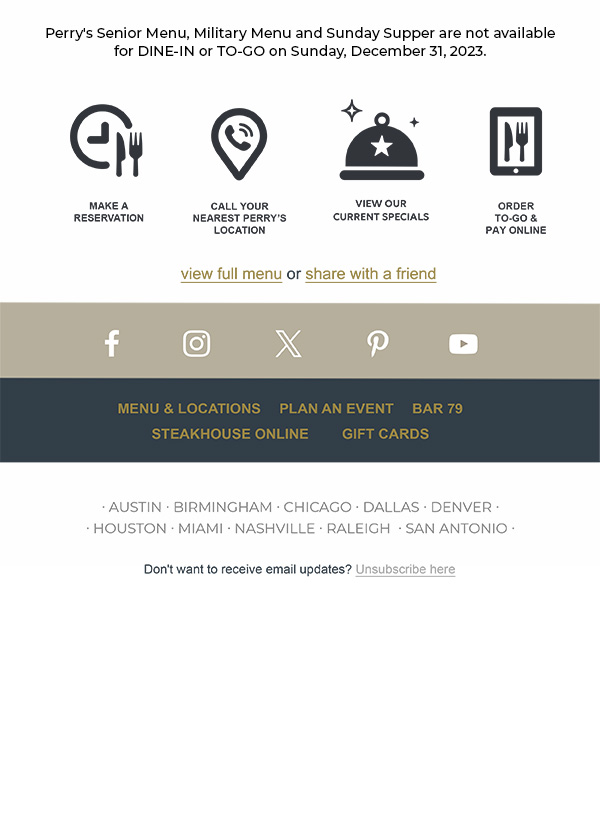 Perry's Senior Menu, Military Menu and Sunday Supper are not available
for DINE-IN or TO-GO on Sunday, December 31, 2023.
MAKE A
RESERVATION
CALL YOUR
NEAREST PERRY'S
LOCATION
VIEW OUR
CURRENT SPECIALS
ORDER
TO-GO &
PAY ONLINE
view full menu or share with a friend
MENU & LOCATIONS PLAN AN EVENT BAR 79
STEAKHOUSE ONLINE GIFT CARDS
· AUSTIN · BIRMINGHAM · CHICAGO · DALLAS · DENVER ·
· HOUSTON · MIAMI · NASHVILLE · RALEIGH · SAN ANTONIO ·
Don't want to receive email updates? Unsubscribe here